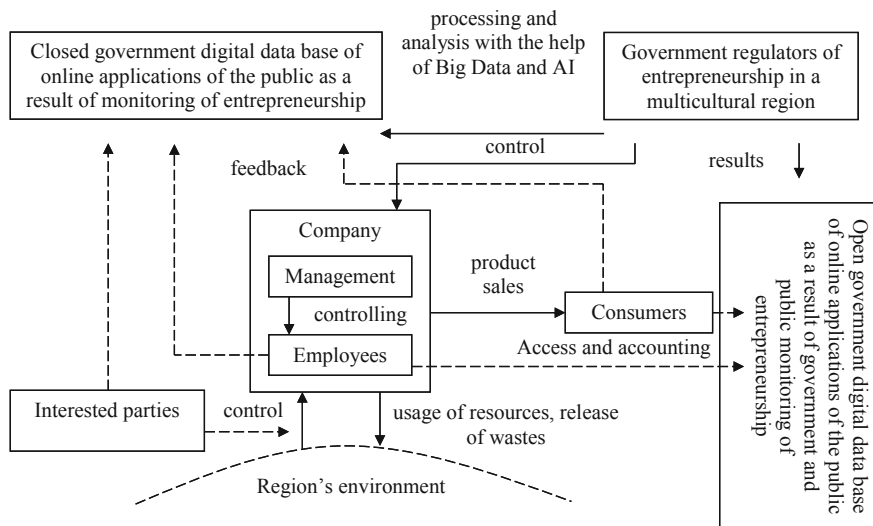 processing and
analysis with the help
of Big Data and AI
Closed government digital data base of
online applications of the public as a
result of monitoring of entrepreneurship
Government regulators of
entrepreneurship in a
multicultural region
control
results
feedback
Company
Management
controlling
Employees
product
sales
Consumers
Access and accounting
Open government digital data base
of online applications of the public
as a result of government and
public monitoring of
entrepreneurship
Interested parties
control
usage of resources, release
of wastes
Region's environment